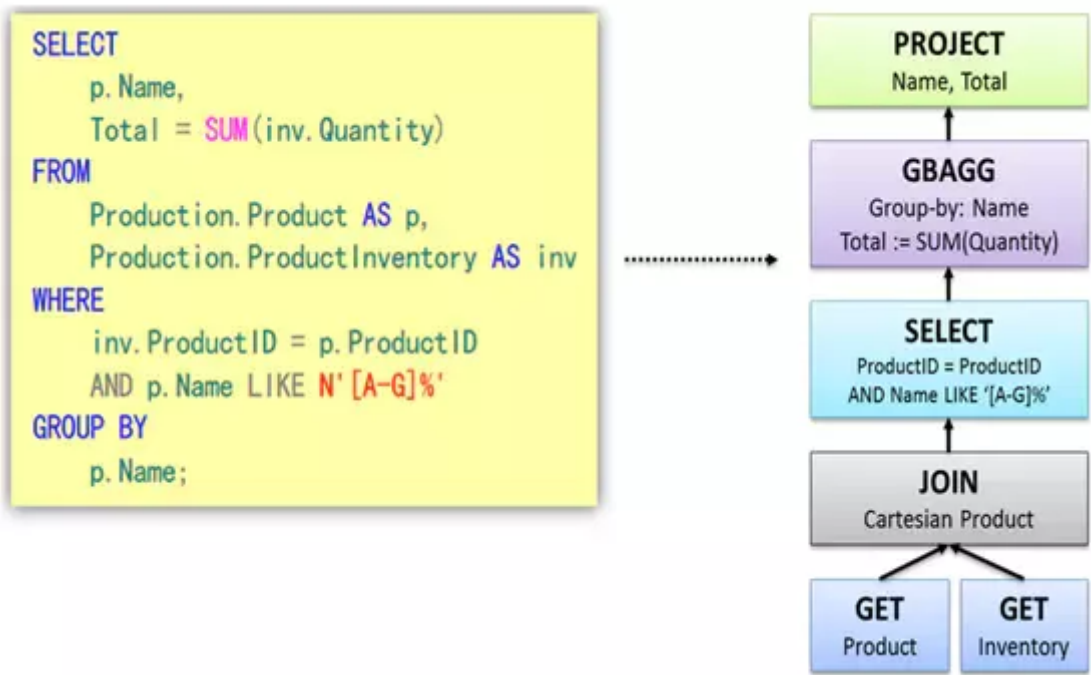 SELECT
p.Name,
Total = SUM(inv.Quantity)
FROM
Production.Product AS p,
Production.ProductInventory AS inv
WHERE
inv.ProductID = p.ProductID
AND p.Name LIKE N'[A-G]%'
GROUP BY
p.Name;
PROJECT
Name, Total
GBAGG
Group-by: Name
Total := SUM(Quantity)
SELECT
ProductID = ProductID
AND Name LIKE ‘[A-G]%’
JOIN
Cartesian Product
GET
Product
GET
Inventory